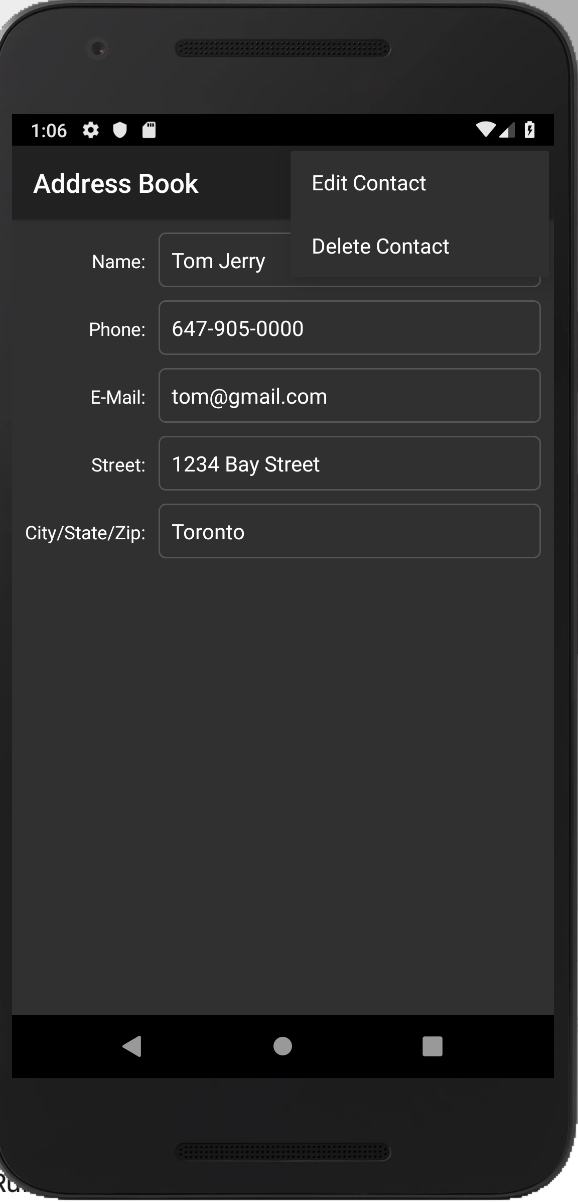 1:06
Address Book
Edit Contact
Delete Contact
Name: Tom Jerry
Phone: 647-905-0000
E-Mail: tom@gmail.com
Street: 1234 Bay Street
City/State/Zip: Toronto